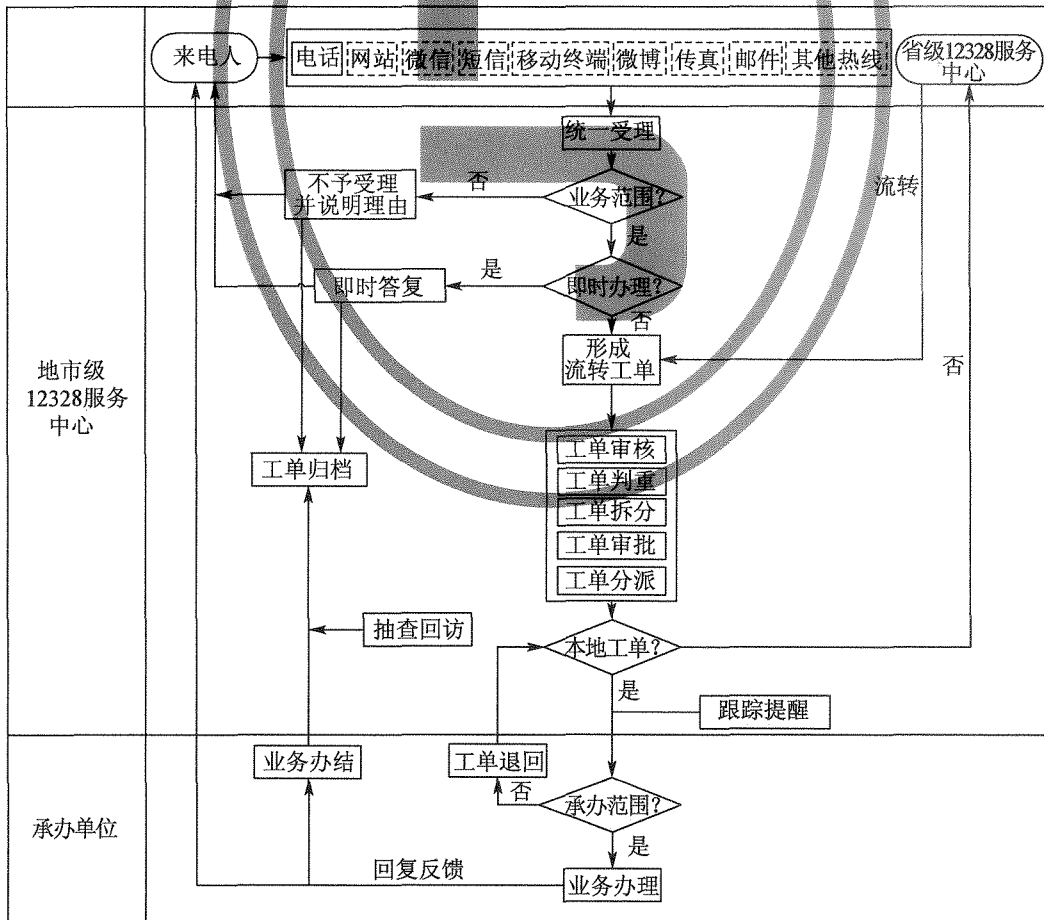 来电人
电话 网站 微信 短信 移动终端 微博 传真 邮件 其他热线
省级12328服务
中心
统一受理
不予受理
并说明理由
否
业务范围?
流转
是
即时答复
是
即时办理?
否
形成
流转工单
否
地市级
12328服务
中心
工单归档
工单审核
工单判重
工单拆分
工单审批
工单分派
抽查回访
本地工单?
是
跟踪提醒
业务办结
工单退回
否
承办范围?
承办单位
是
回复反馈
业务办理